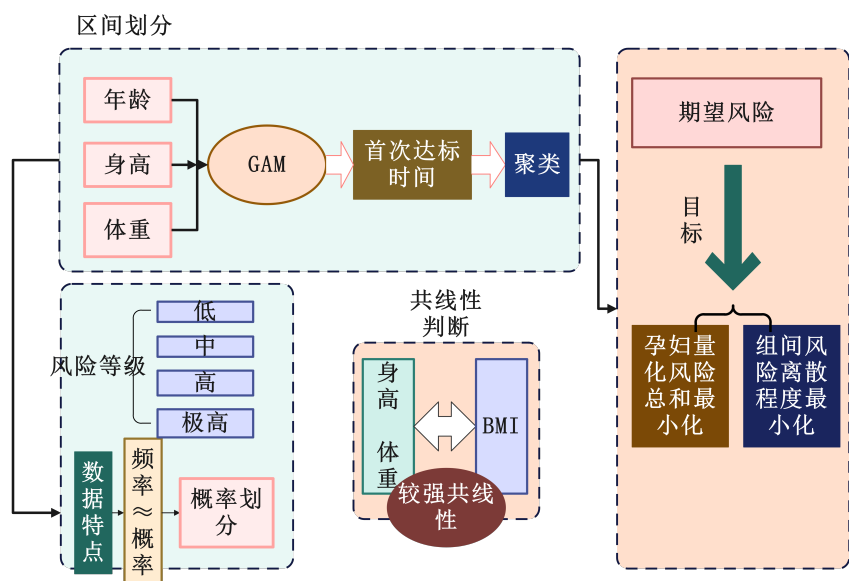 区间划分
年龄
身高
体重
GAM
首次达标
时间
聚类
期望风险
目
标
孕妇量
化风险
总和最
小化
组间风
险离散
程度最
小化
风险等级
低
中
高
极高
数
据
特
点
频
率
≈
概
率
概率划
分
共线性
判断
身
高
体
重
BMI
较强共线
性